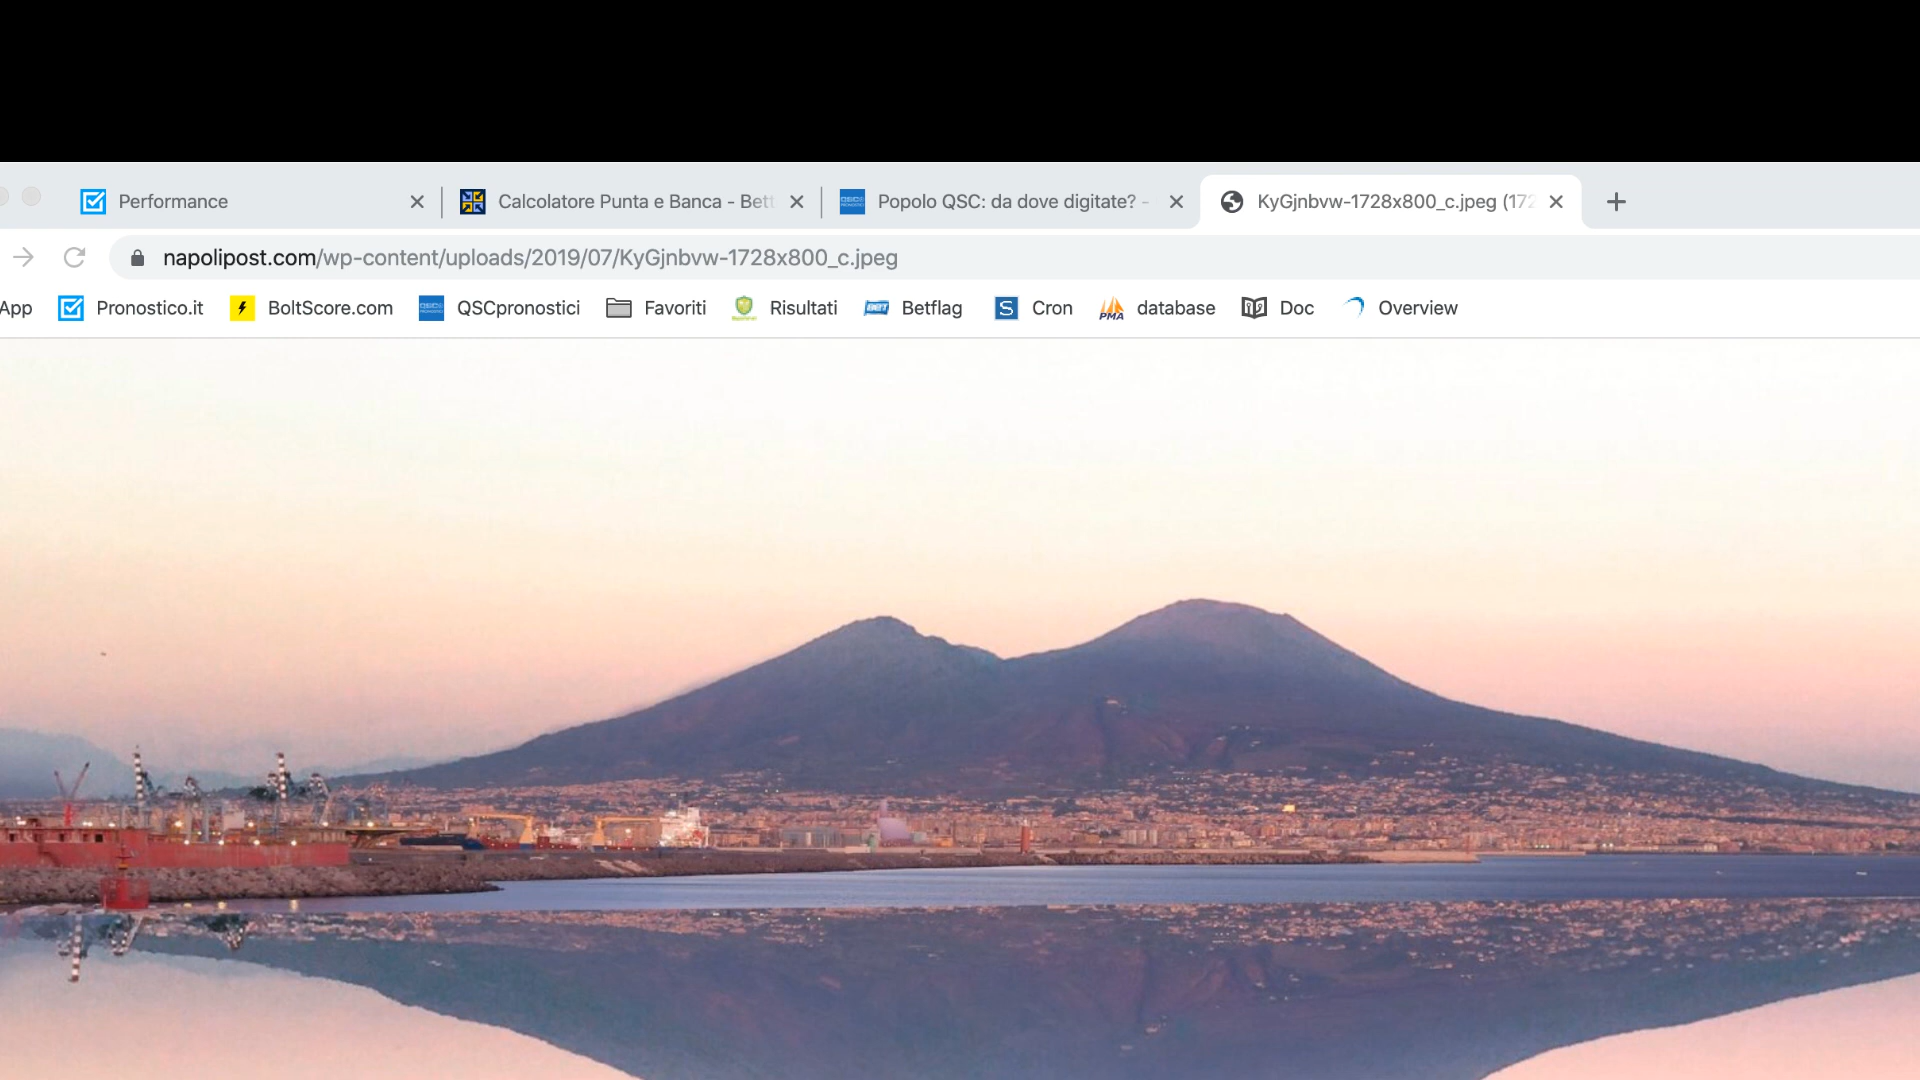 Performance
Calcolatore Punta e Banca - Bett
Popolo QSC: da dove digitate? -
KyGjnbvw-1728x800_c.jpeg (172
napolipost.com/wp-content/uploads/2019/07/KyGjnbvw-1728x800_c.jpeg
App Pronostico.it BoltScore.com QSCpronostici Favoriti Risultati Betflag Cron PMA database Doc Overview